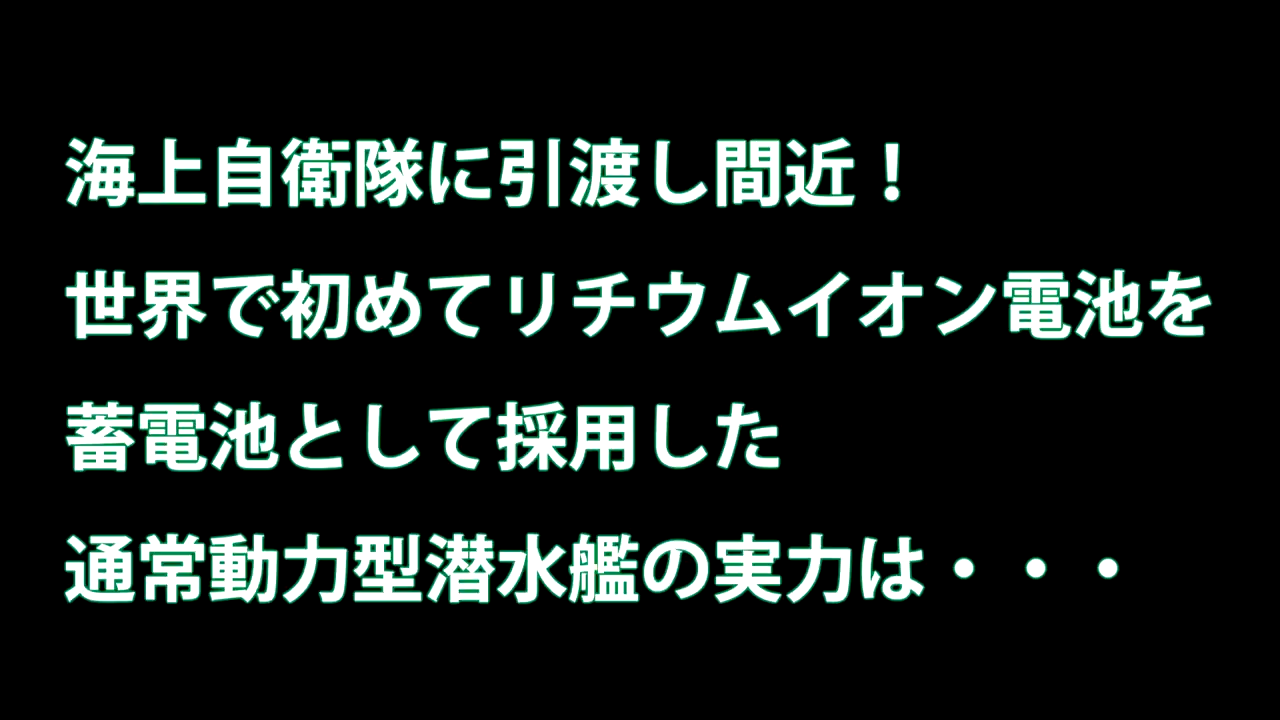 海上自衛隊に引渡し間近！
世界で初めてリチウムイオン電池を
蓄電池として採用した
通常動力型潜水艦の実力は・・・